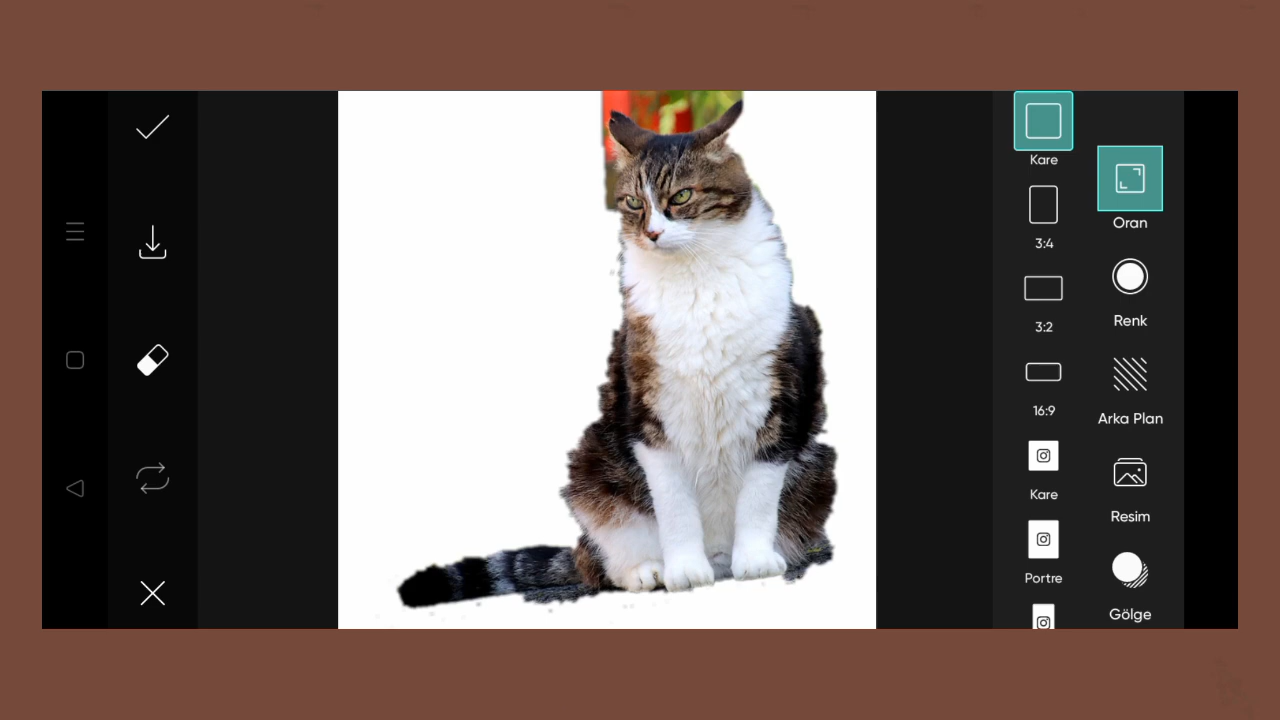 Kare
3:4
3:2
16:9
Kare
Portre
Oran
Renk
Arka Plan
Resim
Gölge